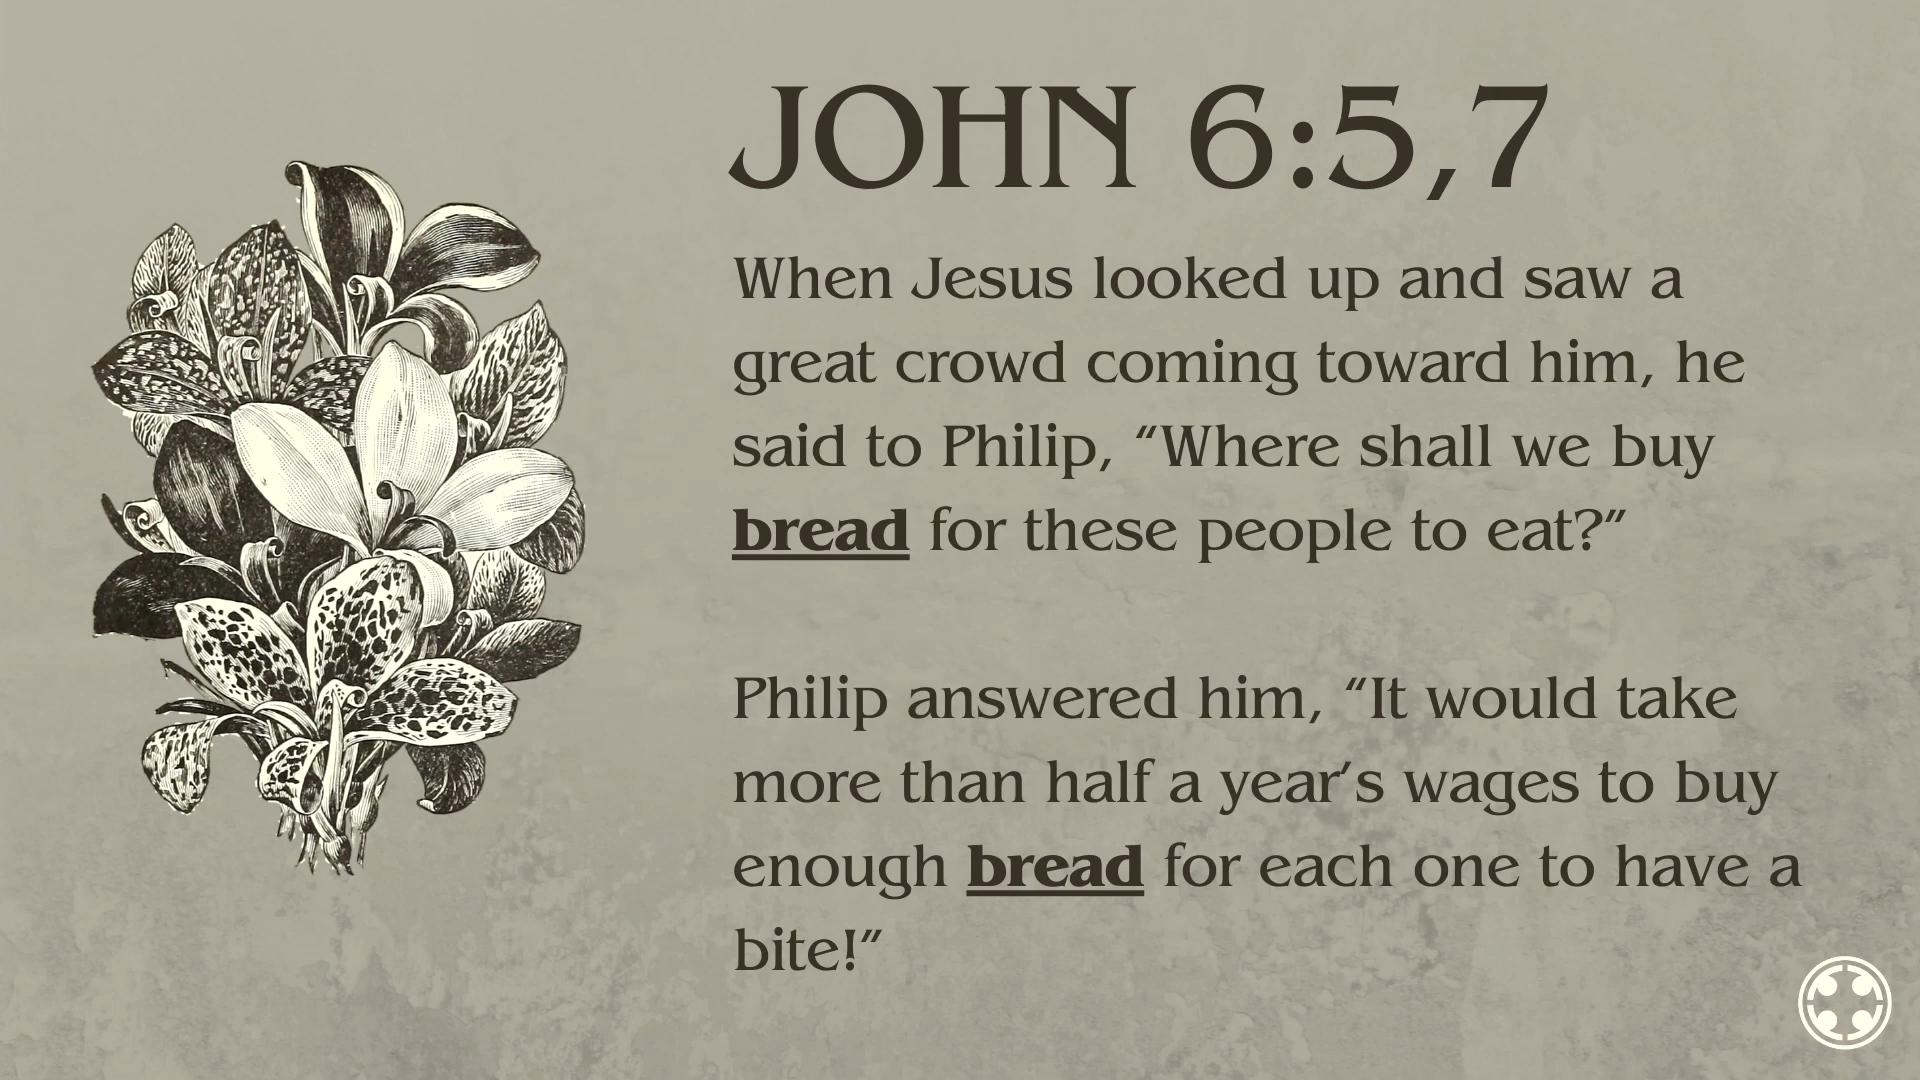 JOHN 6:5,7
When Jesus looked up and saw a
great crowd coming toward him, he
said to Philip, “Where shall we buy
bread for these people to eat?”
Philip answered him, “It would take
more than half a year’s wages to buy
enough bread for each one to have a
bite!”